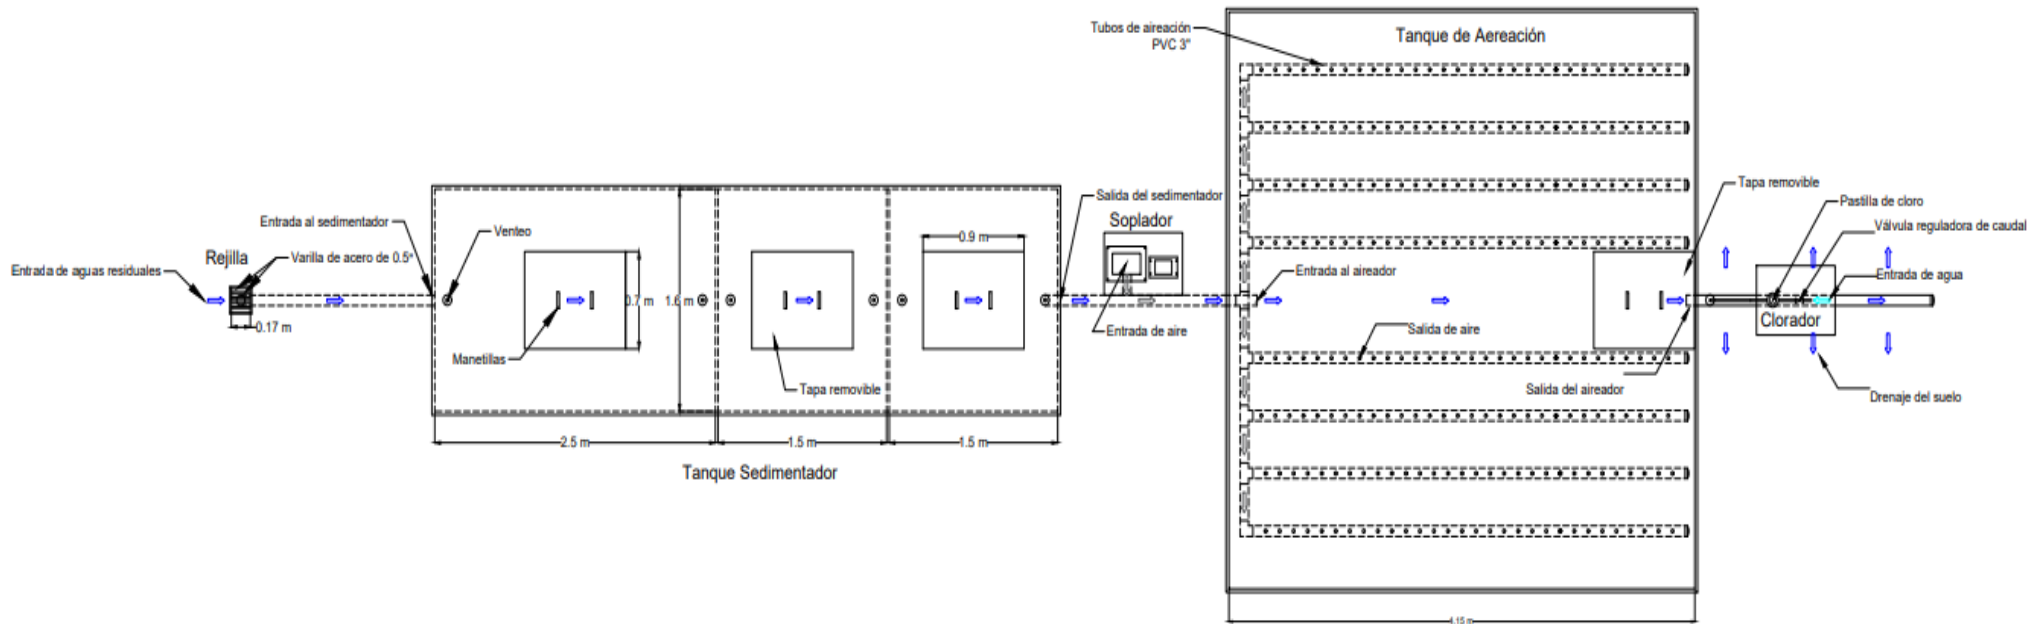 Tubos de aireación
PVC 3"
Tanque de Aereación
Tapa removible
Pastilla de cloro
Válvula reguladora de caudal
Entrada de agua
Clorador
Drenaje del suelo
Salida del sedimentador
Soplador
Entrada al aireador
Entrada de aire
Salida de aire
Salida del aireador
Entrada al sedimentador
Venteo
Rejilla
Varilla de acero de 0.5"
Entrada de aguas residuales
0.17 m
0.9 m
0.7 m
1.6 m
Manetillas
Tapa removible
2.5 m
1.5 m
1.5 m
Tanque Sedimentador
4.15 m